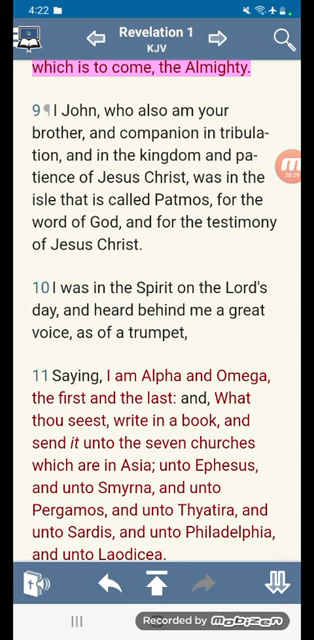 4:22
Revelation 1
KJV
which is to come, the Almighty.
9¶I John, who also am your
brother, and companion in tribula-
tion, and in the kingdom and pa-
tience of Jesus Christ, was in the
isle that is called Patmos, for the
word of God, and for the testimony
of Jesus Christ.
10 I was in the Spirit on the Lord's
day, and heard behind me a great
voice, as of a trumpet,
11 Saying, I am Alpha and Omega,
the first and the last: and, What
thou seest, write in a book, and
send it unto the seven churches
which are in Asia; unto Ephesus,
and unto Smyrna, and unto
Pergamos, and unto Thyatira, and
unto Sardis, and unto Philadelphia,
and unto Laodicea.
Recorded by mobizen